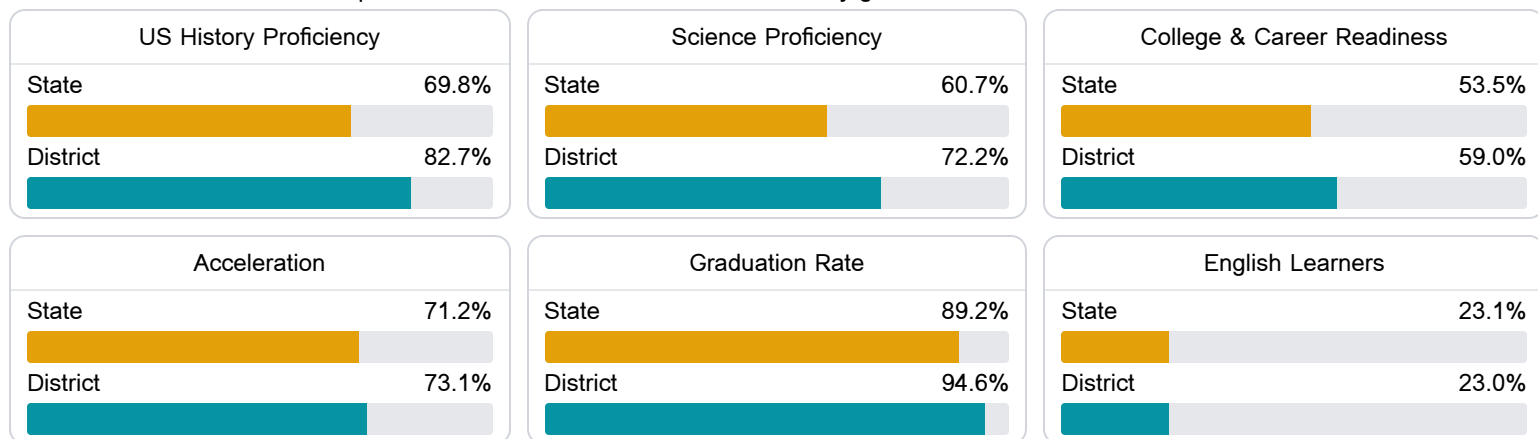 US History Proficiency
State 69.8%
District 82.7%
Science Proficiency
State 60.7%
District 72.2%
College & Career Readiness
State 53.5%
District 59.0%
Acceleration
State 71.2%
District 73.1%
Graduation Rate
State 89.2%
District 94.6%
English Learners
State 23.1%
District 23.0%